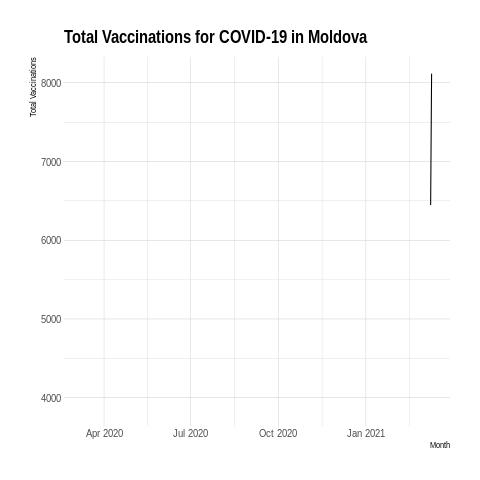 Total Vaccinations for COVID-19 in Moldova
Total Vaccinations
8000
7000
6000
5000
4000
Apr 2020
Jul 2020
Oct 2020
Jan 2021
Month